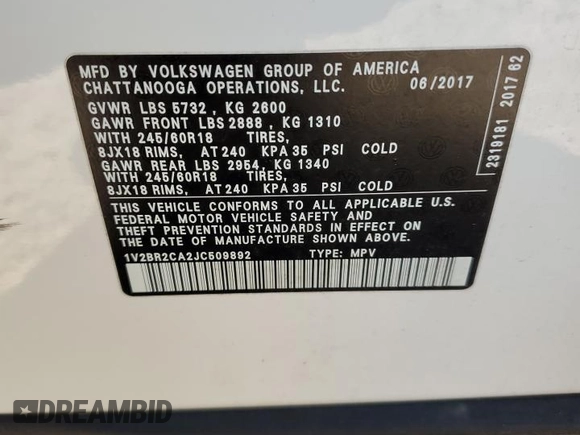 MFD BY VOLKSWAGEN GROUP OF AMERICA
CHATTANOOGA OPERATIONS, LLC. 06/2017
GVWR LBS 5732 , KG 2600
GAWR FRONT LBS 2888 , KG 1310
WITH 245/60R18 TIRES,
8JX18 RIMS, AT 240 KPA 35 PSI COLD
GAWR REAR LBS 2954, KG 1340
WITH 245/60R18 TIRES,
8JX18 RIMS, AT 240 KPA 35 PSI COLD
THIS VEHICLE CONFORMS TO ALL APPLICABLE U.S.
FEDERAL MOTOR VEHICLE SAFETY AND
THEFT PREVENTION STANDARDS IN EFFECT ON
THE DATE OF MANUFACTURE SHOWN ABOVE.
1V2BR2CA2JC509892 TYPE: MPV
2319181 2017 62
DREAMBID